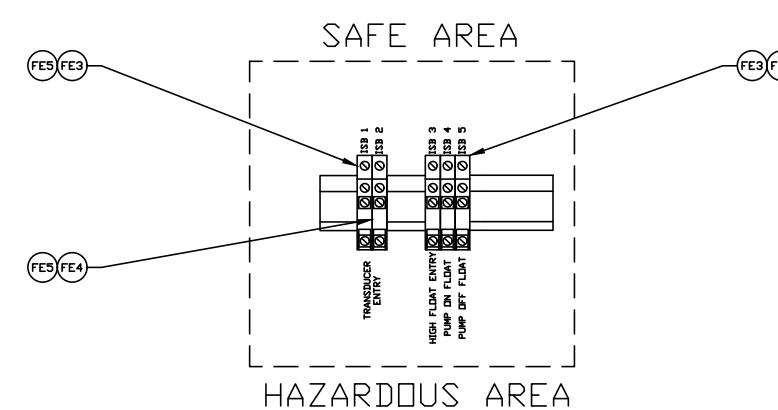 SAFE AREA
FE5 FE3
FE3
ISB 1
ISB 2
ISB 3
ISB 4
ISB 5
FE5 FE4
TRANSDUCER
ENTRY
HIGH FLOAT ENTRY
PUMP ON FLOAT
PUMP OFF FLOAT
HAZARDOUS AREA